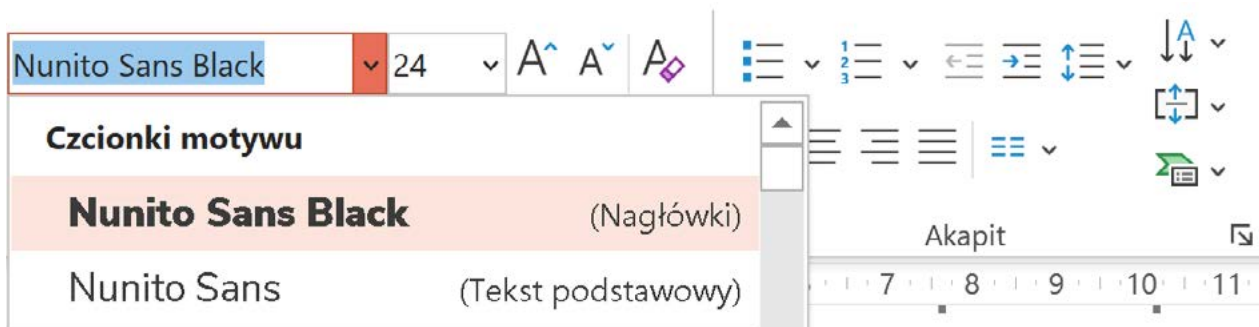 Nunito Sans Black 24
Czcionki motywu
Nunito Sans Black (Nagłówki)
Nunito Sans (Tekst podstawowy)
Akapit
7 8 9 10 11